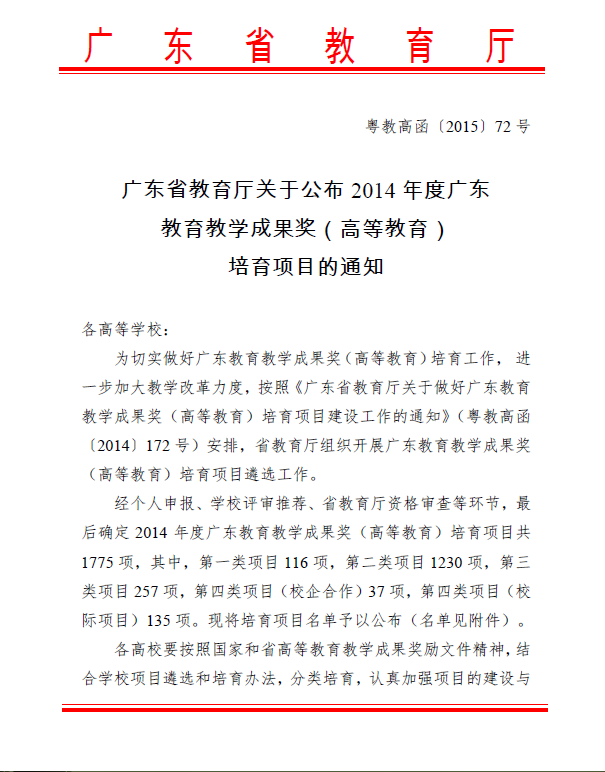 广东省教育厅
粤教高函〔2015〕72号
广东省教育厅关于公布 2014 年度广东
教育教学成果奖（高等教育）
培育项目的通知
各高等学校：
为切实做好广东教育教学成果奖（高等教育）培育工作， 进
一步加大教学改革力度，按照《广东省教育厅关于做好广东教育
教学成果奖（高等教育）培育项目建设工作的通知》（粤教高函
〔2014〕172 号）安排，省教育厅组织开展广东教育教学成果奖
（高等教育）培育项目遴选工作。
经个人申报、学校评审推荐、省教育厅资格审查等环节，最
后确定 2014 年度广东教育教学成果奖（高等教育）培育项目共
1775 项，其中，第一类项目 116 项，第二类项目 1230 项，第三
类项目 257 项，第四类项目（校企合作）37 项，第四类项目（校
际项目）135 项。现将培育项目名单予以公布（名单见附件）。
各高校要按照国家和省高等教育教学成果奖励文件精神，结
合学校项目遴选和培育办法，分类培育，认真加强项目的建设与